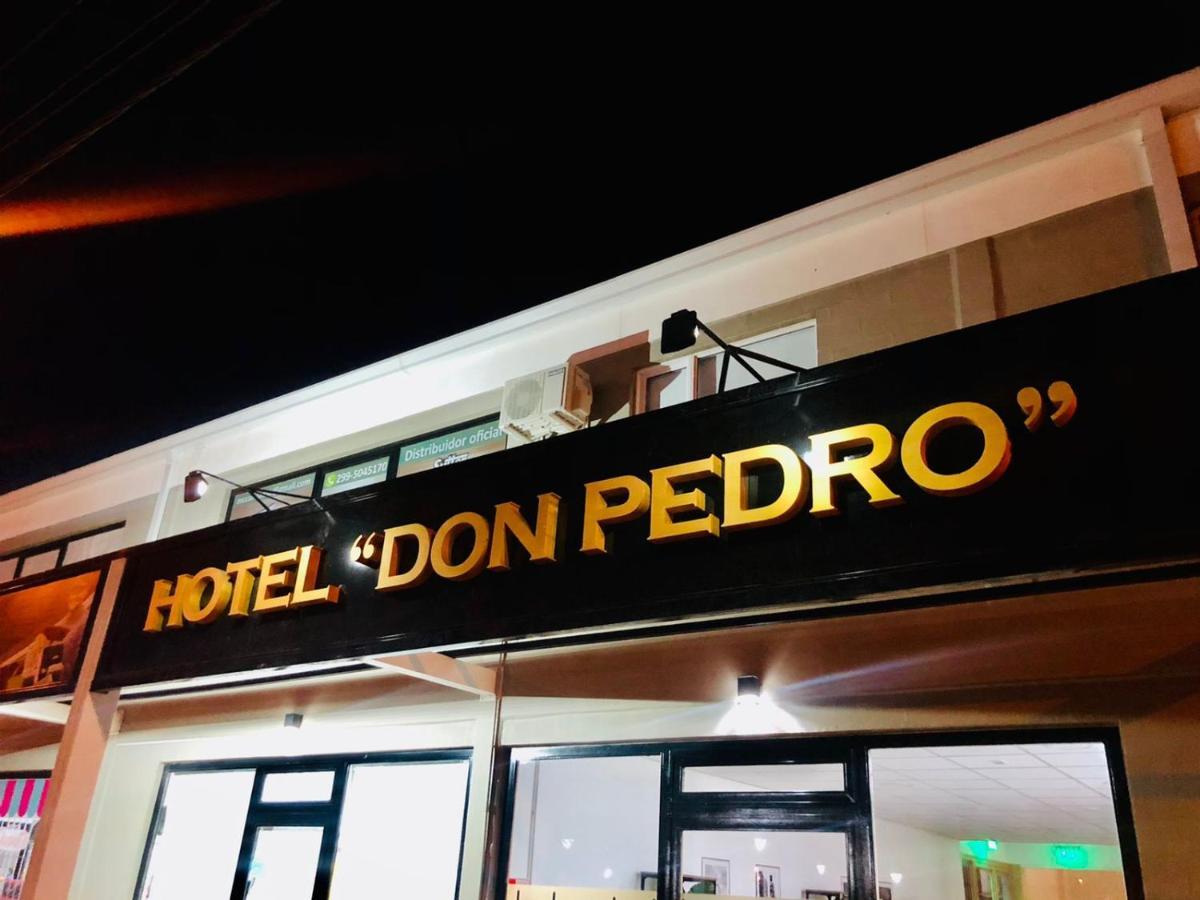 Distribuidor oficial
299-5045170
HOTEL “DON PEDRO”